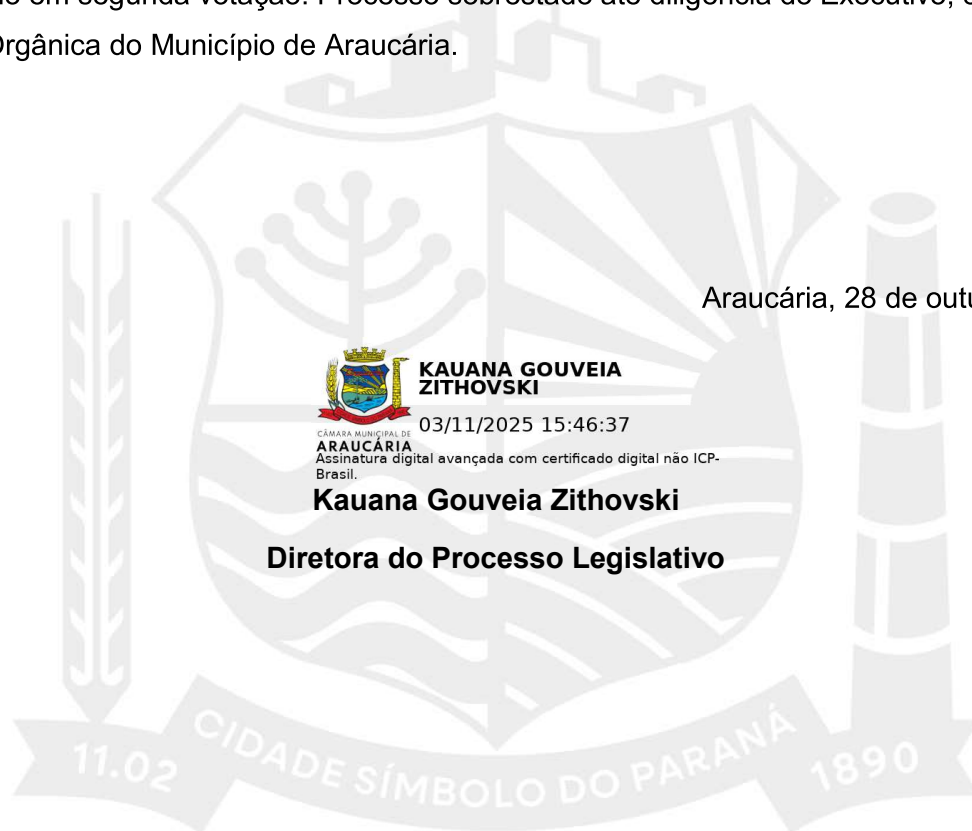 em segunda votação. Processo sobrestado até diligência do Executivo,
Orgânica do Município de Araucária.
Araucária, 28 de outu
KAUANA GOUVEIA
ZITHOVSKI
03/11/2025 15:46:37
CÂMARA MUNICIPAL DE
ARAUCÁRIA
Assinatura digital avançada com certificado digital não ICP-
Brasil.
Kauana Gouveia Zithovski
Diretora do Processo Legislativo
11.02 CIDADE SÍMBOLO DO PARANÁ 1890